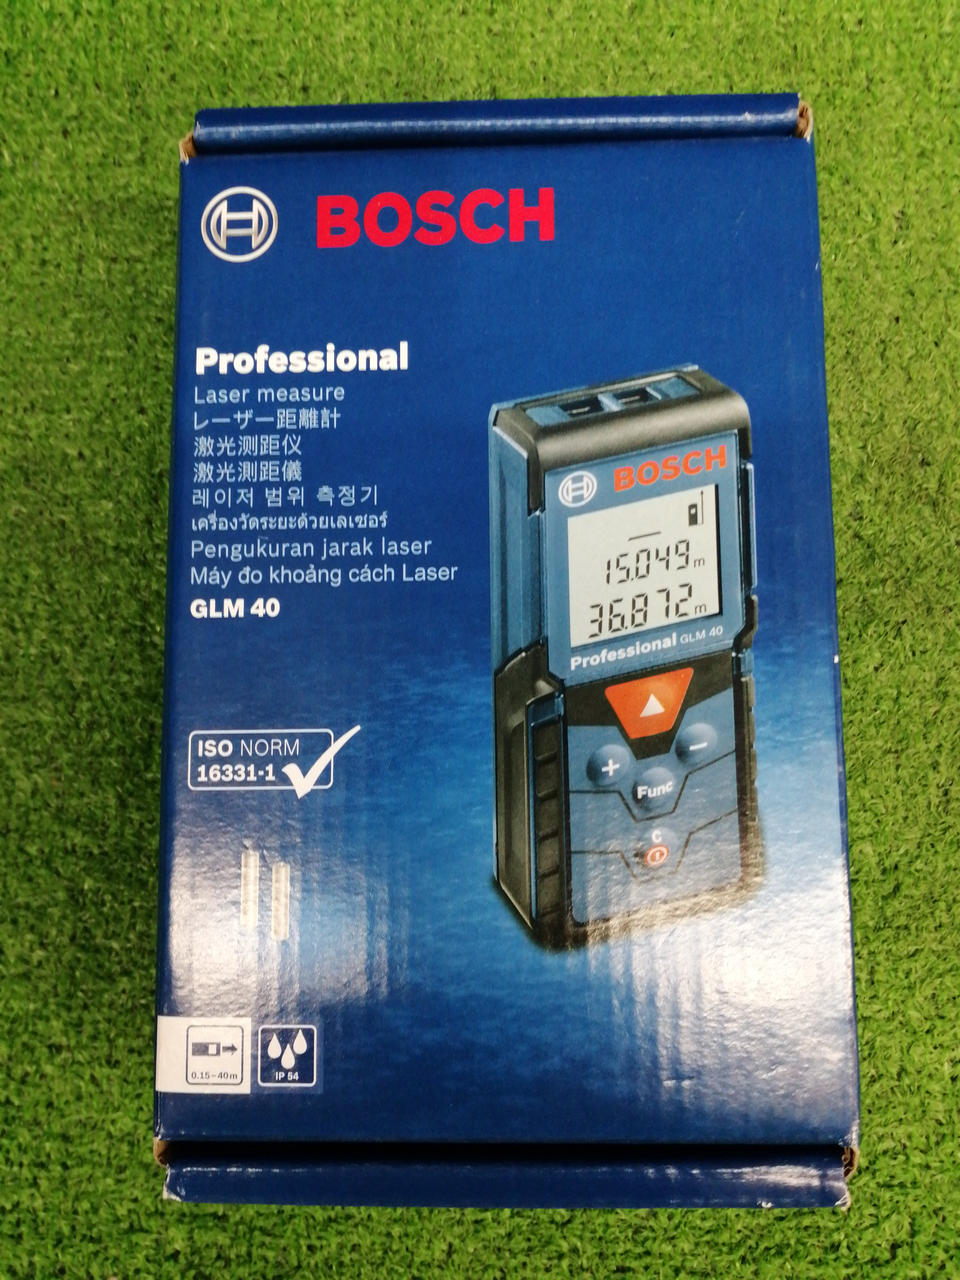 BOSCH
Professional
Laser measure
レーザー距離計
激光测距仪
激光測距儀
레이저 범위 측정기
เครื่องวัดระยะด้วยเลเซอร์
Pengukuran jarak laser
Máy đo khoảng cách Laser
GLM 40
BOSCH
15.049 m
36.872 m
Professional GLM 40
+
−
Func
C
ISO NORM
16331-1
0.15–40m
IP 54